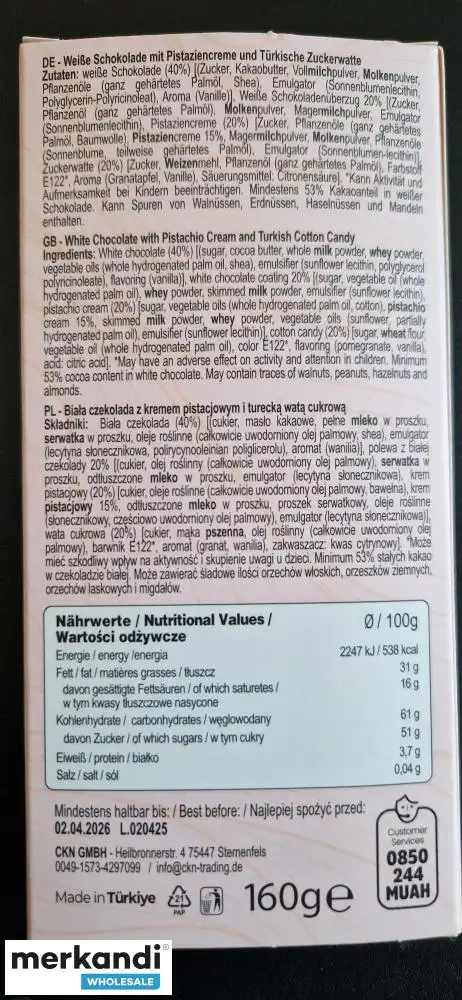 DE - Weiße Schokolade mit Pistaziencreme und Türkische Zuckerwatte
Zutaten: weiße Schokolade (40%) [(Zucker, Kakaobutter, Vollmilchpulver, Molkenpulver,
Pflanzenöle (ganz gehärtetes Palmöl, Shea), Emulgator (Sonnenblumenlecithin,
Polyglycerin-Polyricinoleat), Aroma (Vanille)], Weiße Schokoladenüberzug 20% [(Zucker,
Pflanzenöl (ganz gehärtetes Palmöl), Molkenpulver, Magermilchpulver, Emulgator
(Sonnenblumenlecithin), Pistaziencreme (20%) [Zucker, Pflanzenöle (ganz gehärtetes
Palmöl, Baumwolle), Pistaziencreme 15%, Magermilchpulver, Molkenpulver, Pflanzenöle
(Sonnenblume, teilweise gehärtetes Palmöl), Emulgator (Sonnenblumen-lecithin)],
Zuckerwatte (20%) [Zucker, Weizenmehl, Pflanzenöl (ganz gehärtetes Palmöl), Farbstoff
E122*, Aroma (Granatapfel, Vanille), Säuerungsmittel: Citronensäure]. *Kann Aktivität und
Aufmerksamkeit bei Kindern beeinträchtigen. Mindestens 53% Kakaoanteil in weißer
Schokolade. Kann Spuren von Walnüssen, Erdnüssen, Haselnüssen und Mandeln
enthalten.
GB - White Chocolate with Pistachio Cream and Turkish Cotton Candy
Ingredients: White chocolate (40%) [(sugar, cocoa butter, whole milk powder, whey powder,
vegetable oils (whole hydrogenated palm oil, shea), emulsifier (sunflower lecithin, polyglycerol
polyricinoleate), flavoring (vanilla)], white chocolate coating 20% [(sugar, vegetable oil (whole
hydrogenated palm oil), whey powder, skimmed milk powder, emulsifier (sunflower lecithin),
pistachio cream (20%) [sugar, vegetable oils (whole hydrogenated palm oil, cotton), pistachio
cream 15%, skimmed milk powder, whey powder, vegetable oils (sunflower, partially
hydrogenated palm oil), emulsifier (sunflower lecithin)], cotton candy (20%) [sugar, wheat flour,
vegetable oil (whole hydrogenated palm oil), color E122*, flavoring (pomegranate, vanilla),
acid: citric acid]. *May have an adverse effect on activity and attention in children. Minimum
53% cocoa content in white chocolate. May contain traces of walnuts, peanuts, hazelnuts and
almonds.
PL - Biała czekolada z kremem pistacjowym i turecką watą cukrową
Składniki: Biała czekolada (40%) [(cukier, masło kakaowe, pełne mleko w proszku,
serwatka w proszku, oleje roślinne (całkowicie uwodorniony olej palmowy, shea), emulgator
(lecytyna słonecznikowa, polirycynooleinian poliglicerolu), aromat (wanilia)], polewa z białej
czekolady 20% [(cukier, olej roślinny (całkowicie uwodorniony olej palmowy), serwatka w
proszku, odtłuszczone mleko w proszku, emulgator (lecytyna słonecznikowa), krem
pistacjowy (20%) [cukier, oleje roślinne (całkowicie uwodorniony olej palmowy, bawełna), krem
pistacjowy 15%, odtłuszczone mleko w proszku, proszek serwatkowy, oleje roślinne
(słonecznikowy, częściowo uwodorniony olej palmowy), emulgator (lecytyna słonecznikowa)],
wata cukrowa (20%) [cukier, mąka pszenna, olej roślinny (całkowicie uwodorniony olej
palmowy), barwnik E122*, aromat (granat, wanilia), zakwaszacz: kwas cytrynowy]. *Może
mieć szkodliwy wpływ na aktywność i skupienie uwagi u dzieci. Minimum 53% stałych kakao
w czekoladzie białej. Może zawierać śladowe ilości orzechów włoskich, orzeszków ziemnych,
orzechów laskowych i migdałów.
Nährwerte / Nutritional Values / Ø / 100g
Wartości odżywcze
Energie / energy /energia 2247 kJ / 538 kcal
Fett / fat / matières grasses / tłuszcz 31 g
davon gesättigte Fettsäuren / of which saturetes / 16 g
w tym kwasy tłuszczowe nasycone
Kohlenhydrate / carbonhydrates / węglowodany 61 g
davon Zucker / of which sugars / w tym cukry 51 g
Eiweiß / protein / białko 3,7 g
Salz / salt / sól 0,04 g
Mindestens haltbar bis: / Best before: / Najlepiej spożyć przed:
02.04.2026 L.020425
CKN GMBH - Heilbronnerstr. 4 75447 Sternenfels
0049-1573-4297099 / info@ckn-trading.de
Customer
Services
0850
244
MUAH
Made in Türkiye
21
PAP
160g e
merkandi®
WHOLESALE